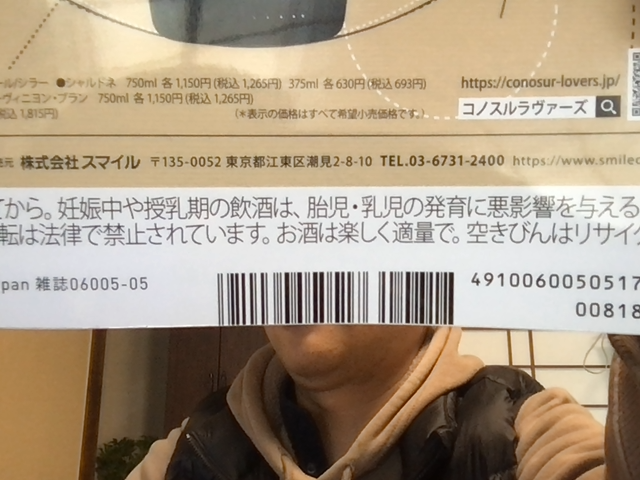 ール/シラー ●シャルドネ 750ml 各1,150円(税込1,265円) 375ml 各630円(税込693円)
ーヴィニヨン・ブラン 750ml 各1,150円(税込1,265円)
税込1,815円)
(＊表示の価格はすべて希望小売価格です。)
https://conosur-lovers.jp/
コノスルラヴァーズ
元 株式会社スマイル 〒135-0052 東京都江東区潮見2-8-10 TEL.03-6731-2400 https://www.smilec
てから。妊娠中や授乳期の飲酒は、胎児・乳児の発育に悪影響を与える
転は法律で禁止されています。お酒は楽しく適量で。空きびんはリサイク
pan 雑誌06005-05
4910060050517
00818